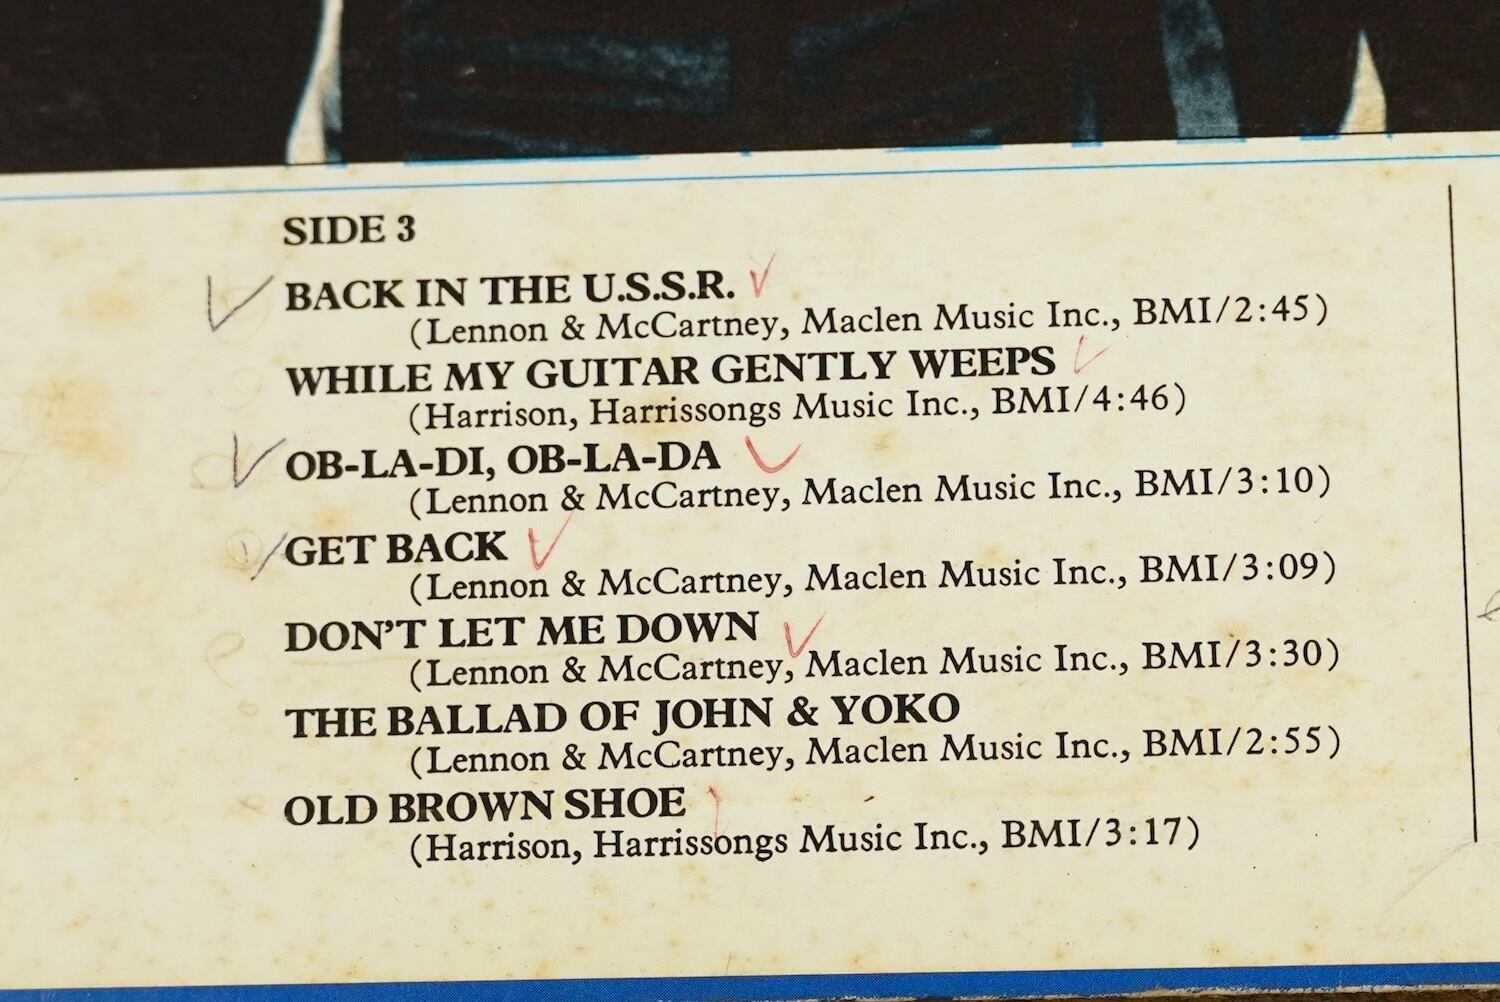 SIDE 3
BACK IN THE U.S.S.R.
(Lennon & McCartney, Maclen Music Inc., BMI/2:45)
WHILE MY GUITAR GENTLY WEEPS
(Harrison, Harrissongs Music Inc., BMI/4:46)
OB-LA-DI, OB-LA-DA
(Lennon & McCartney, Maclen Music Inc., BMI/3:10)
GET BACK
(Lennon & McCartney, Maclen Music Inc., BMI/3:09)
DON'T LET ME DOWN
(Lennon & McCartney, Maclen Music Inc., BMI/3:30)
THE BALLAD OF JOHN & YOKO
(Lennon & McCartney, Maclen Music Inc., BMI/2:55)
OLD BROWN SHOE
(Harrison, Harrissongs Music Inc., BMI/3:17)